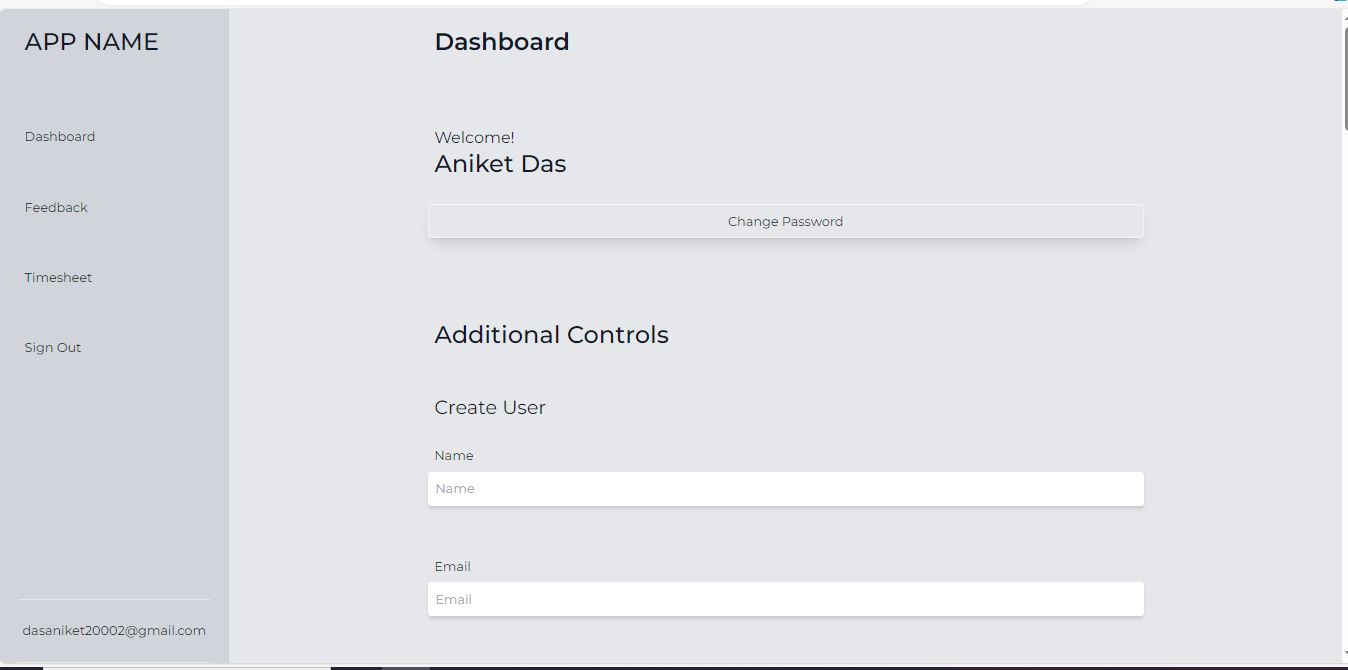 APP NAME
Dashboard
Feedback
Timesheet
Sign Out
dasaniket20002@gmail.com
Dashboard
Welcome!
Aniket Das
Change Password
Additional Controls
Create User
Name
Name
Email
Email